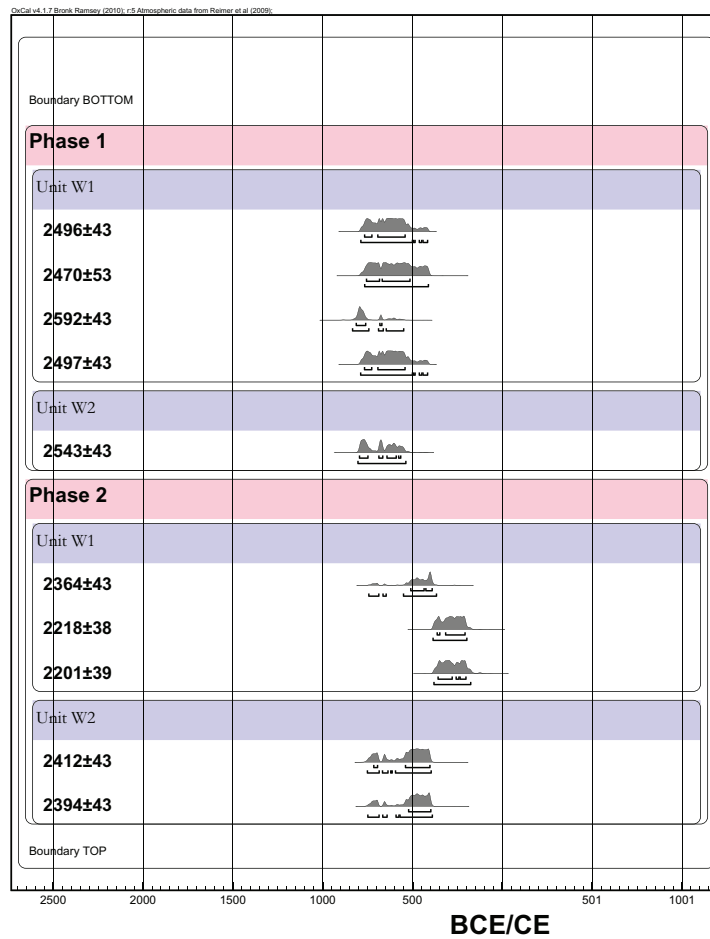 OxCal v4.1.7 Bronk Ramsey (2010); r:5 Atmospheric data from Reimer et al (2009);
Boundary BOTTOM
Phase 1
Unit W1
2496±43
2470±53
2592±43
2497±43
Unit W2
2543±43
Phase 2
Unit W1
2364±43
2218±38
2201±39
Unit W2
2412±43
2394±43
Boundary TOP
2500 2000 1500 1000 500 501 1001
BCE/CE